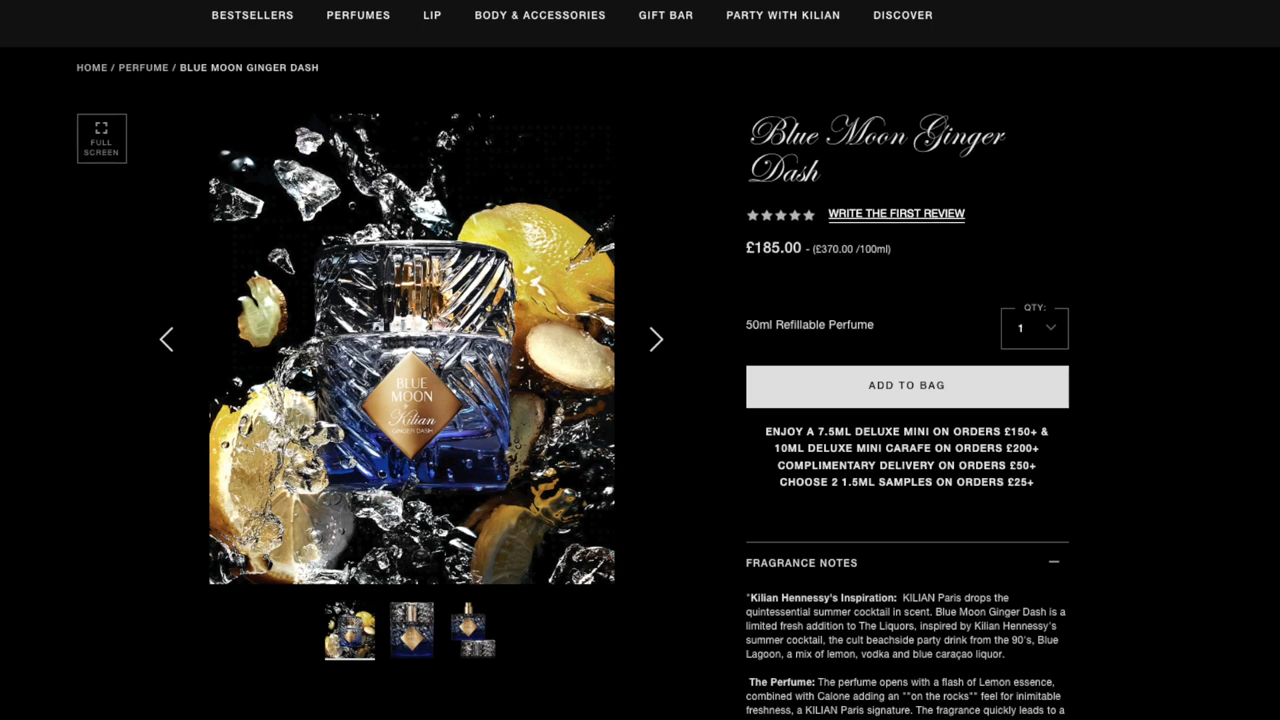 BESTSELLERS PERFUMES LIP BODY & ACCESSORIES GIFT BAR PARTY WITH KILIAN DISCOVER
HOME / PERFUME / BLUE MOON GINGER DASH
FULL
SCREEN
BLUE
MOON
Kilian
GINGER DASH
Blue Moon Ginger
Dash
WRITE THE FIRST REVIEW
£185.00 - (£370.00 /100ml)
50ml Refillable Perfume
QTY:
1
ADD TO BAG
ENJOY A 7.5ML DELUXE MINI ON ORDERS £150+ &
10ML DELUXE MINI CARAFE ON ORDERS £200+
COMPLIMENTARY DELIVERY ON ORDERS £50+
CHOOSE 2 1.5ML SAMPLES ON ORDERS £25+
FRAGRANCE NOTES
"Kilian Hennessy's Inspiration: KILIAN Paris drops the
quintessential summer cocktail in scent. Blue Moon Ginger Dash is a
limited fresh addition to The Liquors, inspired by Kilian Hennessy's
summer cocktail, the cult beachside party drink from the 90's, Blue
Lagoon, a mix of lemon, vodka and blue caraçao liquor.
The Perfume: The perfume opens with a flash of Lemon essence,
combined with Calone adding an ""on the rocks"" feel for inimitable
freshness, a KILIAN Paris signature. The fragrance quickly leads to a